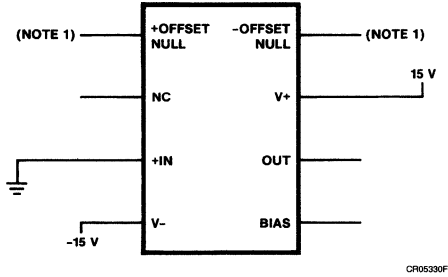 (NOTE 1) +OFFSET NULL −OFFSET NULL (NOTE 1)
15 V
NC V+
+IN OUT
V− BIAS
−15 V
CR05330F